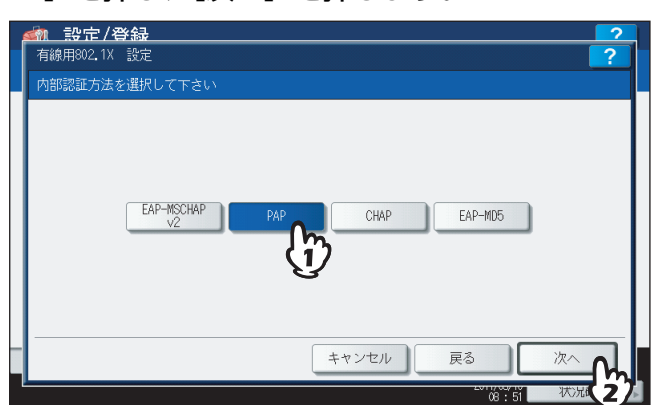 設定/登録
?
有線用802.1X 設定
?
内部認証方法を選択して下さい
EAP-MSCHAP
v2
PAP
CHAP
EAP-MD5
1
キャンセル
戻る
次へ
2
08:51